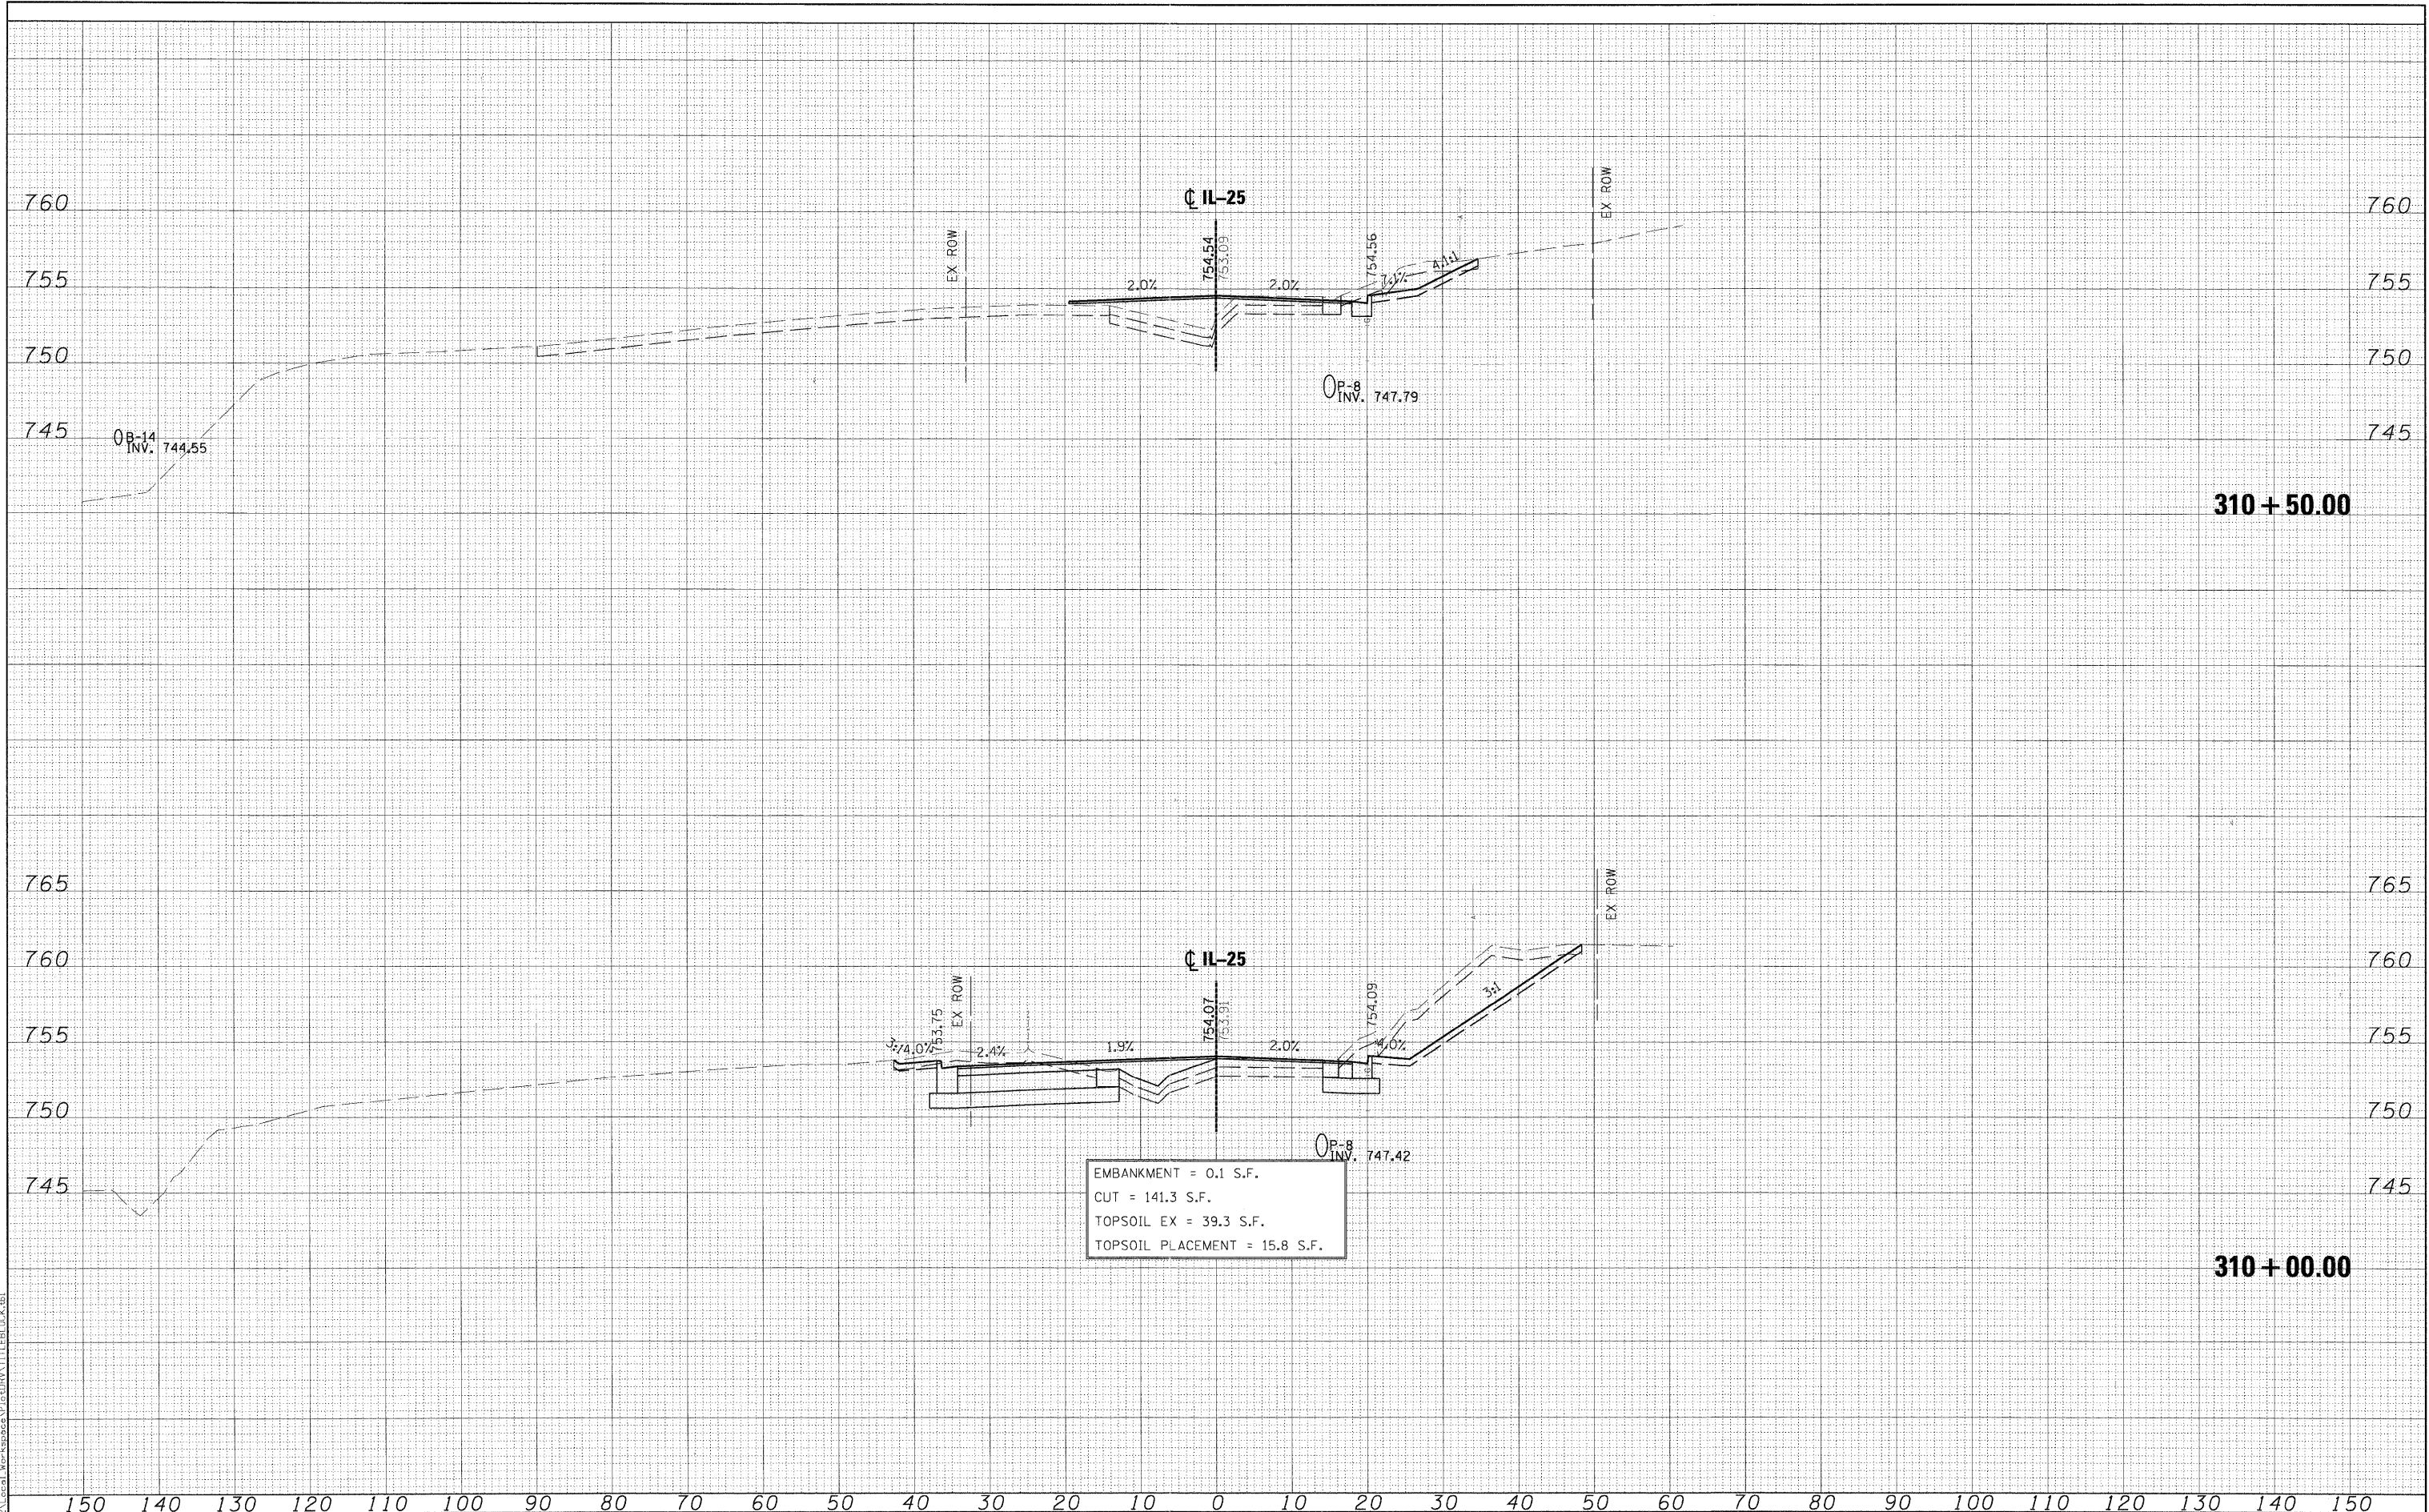 ℄ IL-25
EX ROW
EX ROW
760
760
754.54
753.09
754.56
2.0%
2.0%
7.1%
4.1:1
755
755
750
750
P-8
INV. 747.79
745
745
B-14
INV. 744.55
310 + 50.00
765
765
EX ROW
℄ IL-25
760
760
EX ROW
753.75
754.07
753.91
754.09
755
755
4.0%
2.4%
1.9%
2.0%
4.0%
3:1
750
750
P-8
INV. 747.42
EMBANKMENT = 0.1 S.F.
CUT = 141.3 S.F.
TOPSOIL EX = 39.3 S.F.
TOPSOIL PLACEMENT = 15.8 S.F.
745
745
310 + 00.00
150 140 130 120 110 100 90 80 70 60 50 40 30 20 10 0 10 20 30 40 50 60 70 80 90 100 110 120 130 140 150